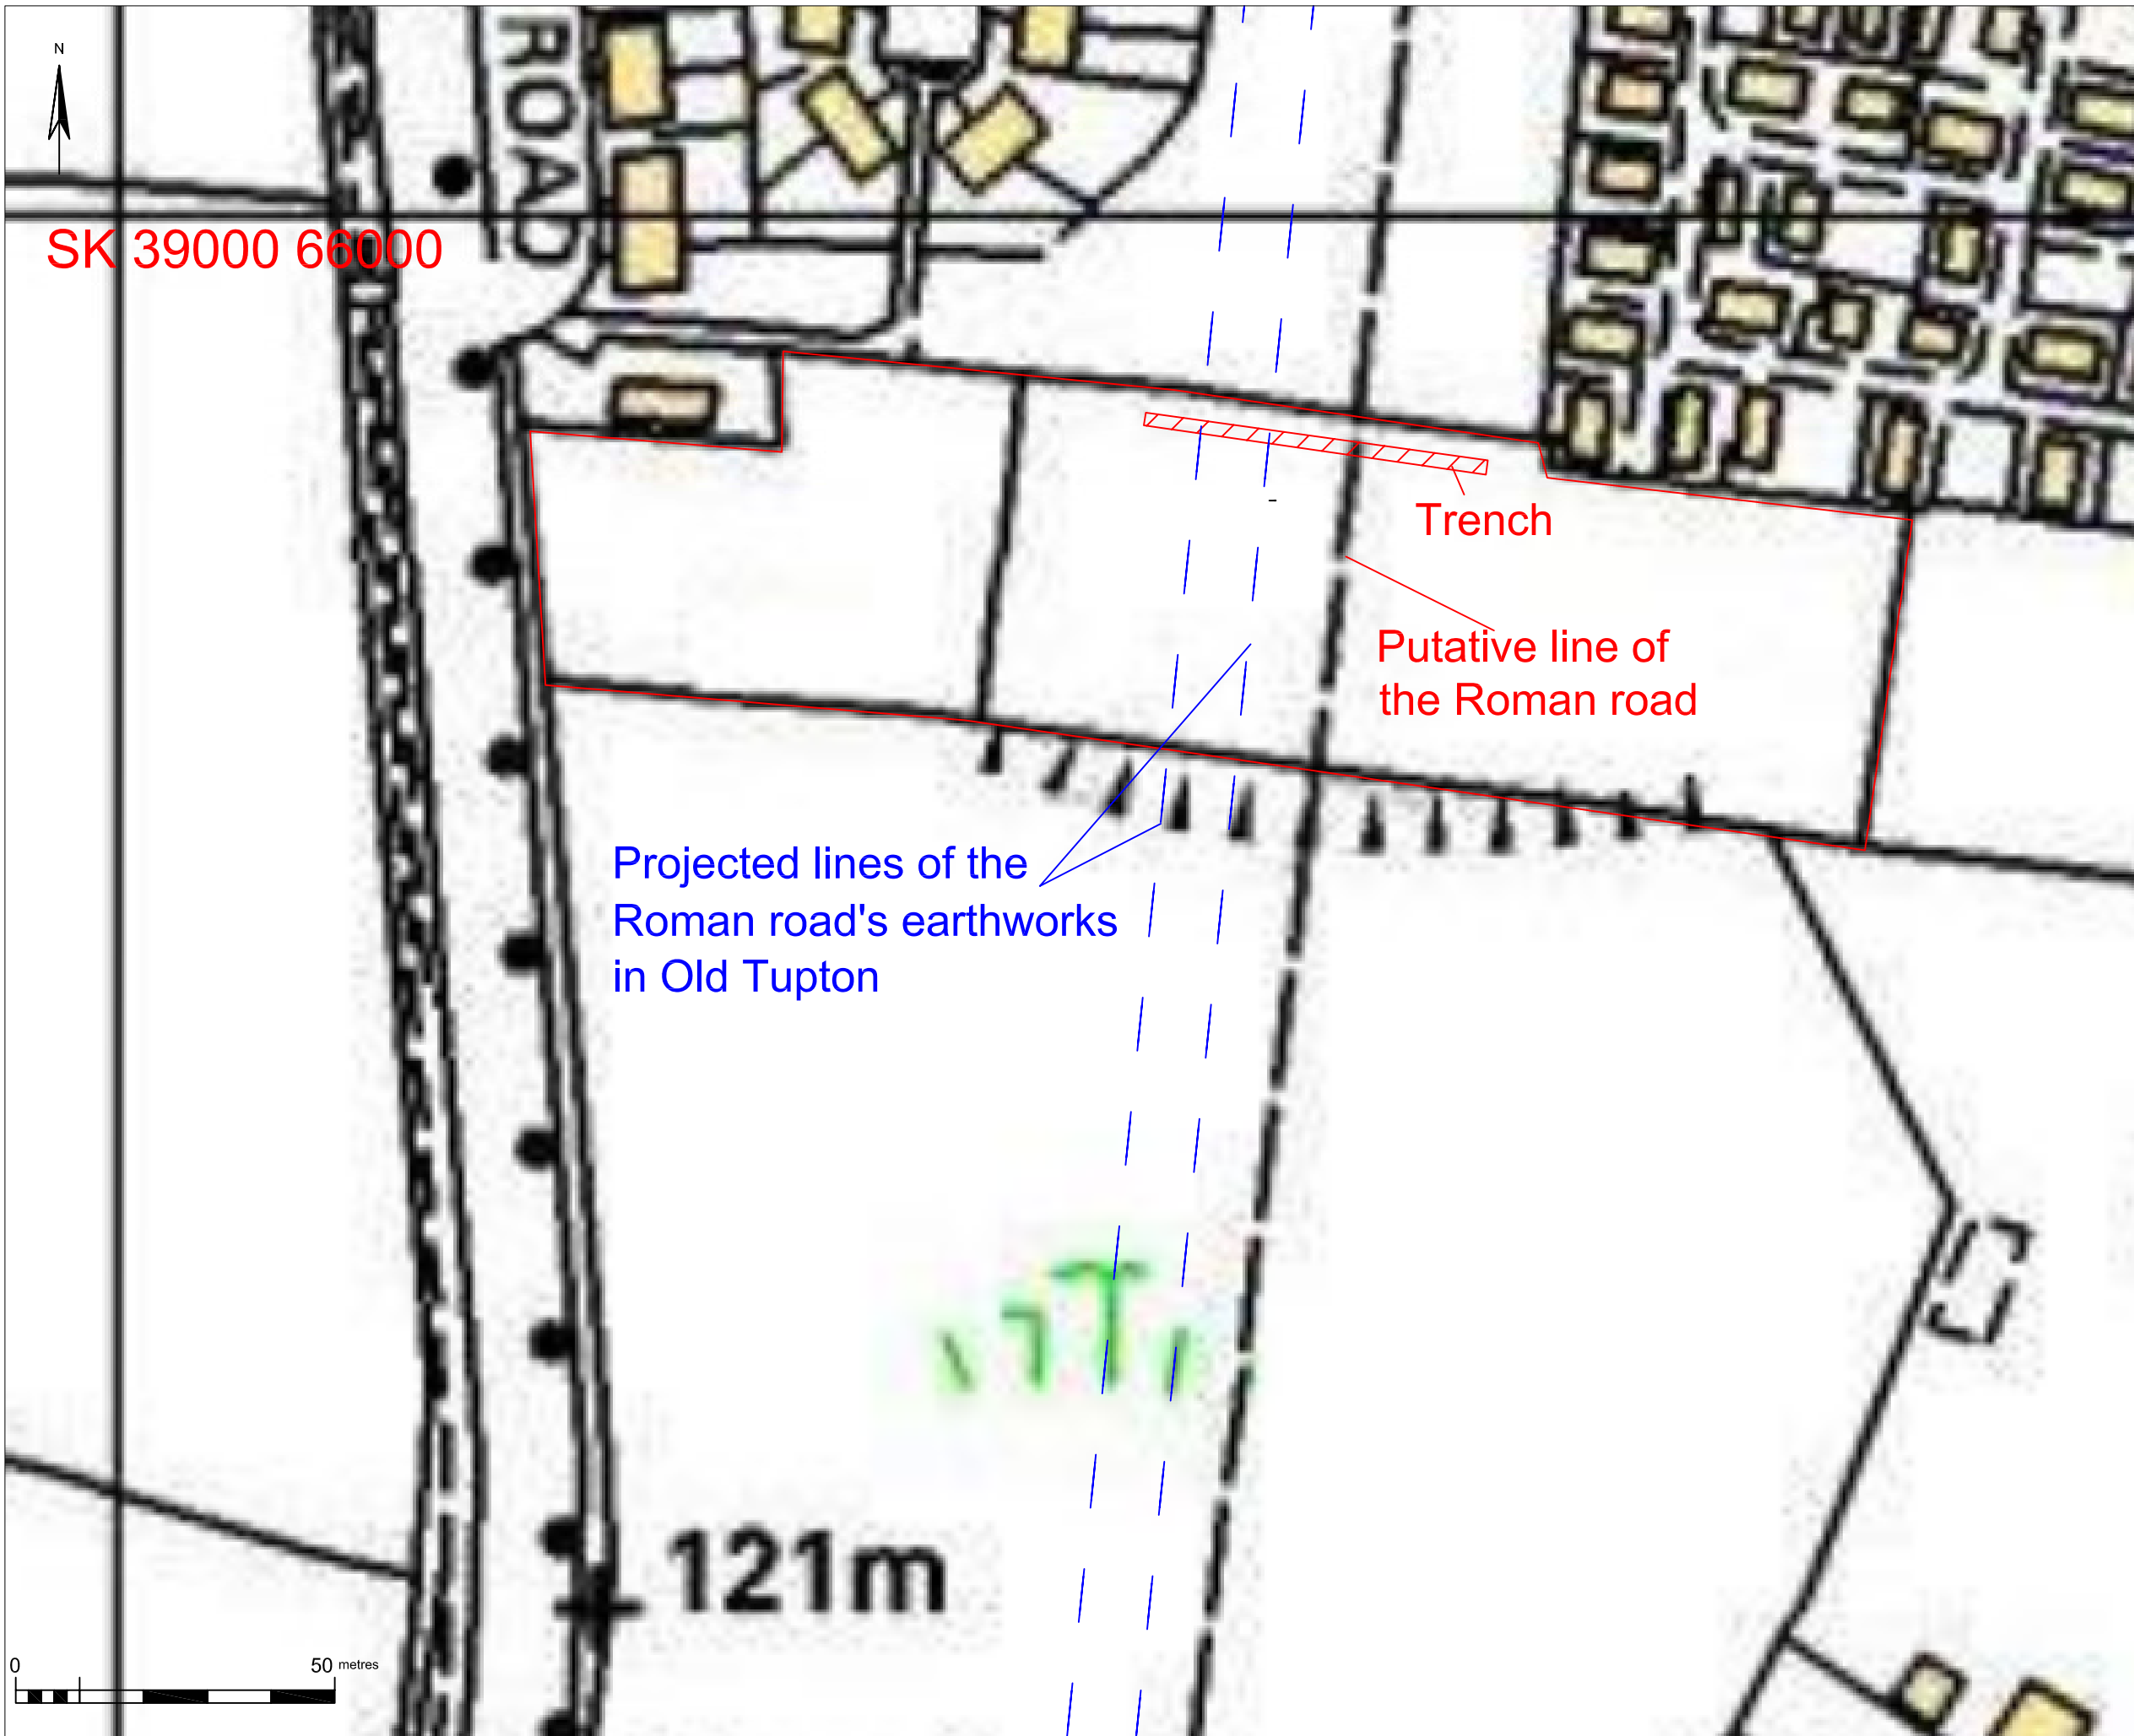 N
ROAD
SK 39000 66000
Trench
Putative line of
the Roman road
Projected lines of the
Roman road's earthworks
in Old Tupton
121m
0 50 metres